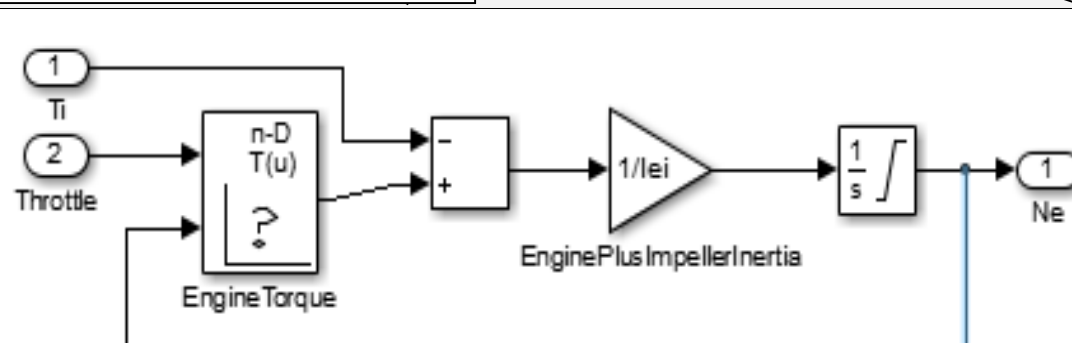 1
Ti
2
Throttle
n-D
T(u)
?
EngineTorque
−
+
1/Iei
EnginePlusImpellerInertia
1
s
1
Ne